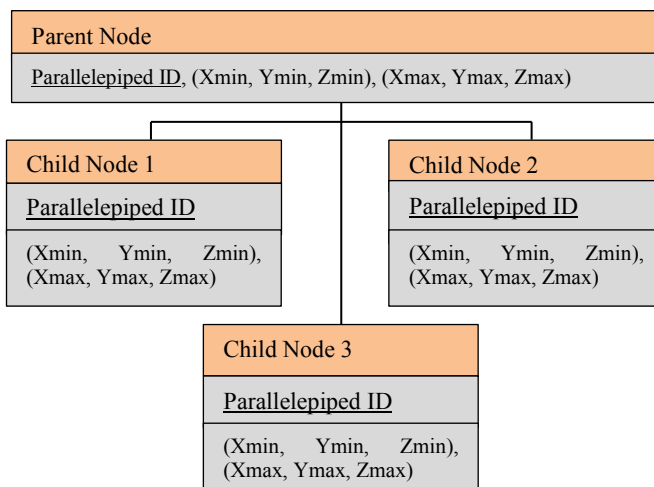 Parent Node
Parallelepiped ID, (Xmin, Ymin, Zmin), (Xmax, Ymax, Zmax)
Child Node 1
Parallelepiped ID
(Xmin, Ymin, Zmin),
(Xmax, Ymax, Zmax)
Child Node 2
Parallelepiped ID
(Xmin, Ymin, Zmin),
(Xmax, Ymax, Zmax)
Child Node 3
Parallelepiped ID
(Xmin, Ymin, Zmin),
(Xmax, Ymax, Zmax)